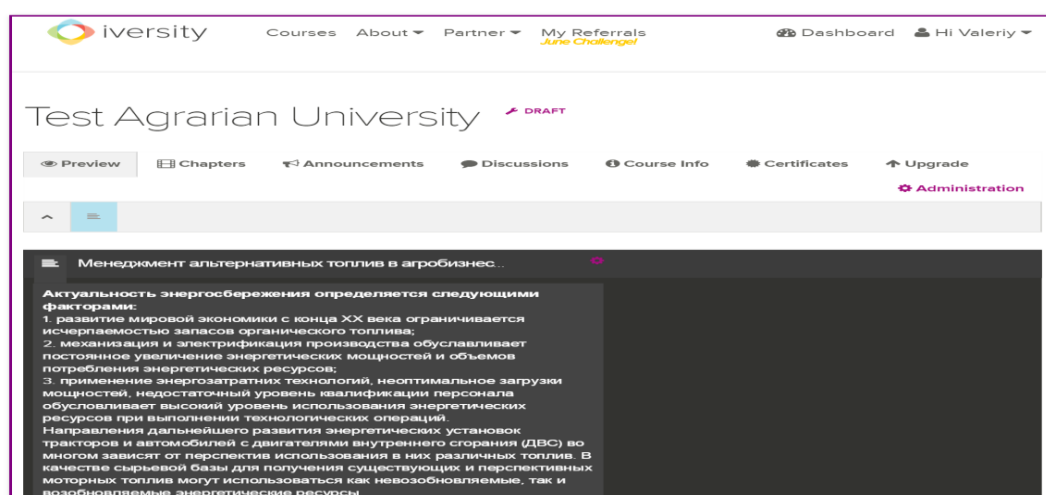 iversity Courses About Partner My Referrals Dashboard Hi Valeriy
June Challenge!
Test Agrarian University DRAFT
Preview Chapters Announcements Discussions Course Info Certificates Upgrade
Administration
Менеджмент альтернативных топлив в агробизнес...
Актуальность энергосбережения определяется следующими
факторами:
1. развитие мировой экономики с конца XX века ограничивается
исчерпаемостью запасов органического топлива;
2. механизация и электрификация производства обуславливает
постоянное увеличение энергетических мощностей и объемов
потребления энергетических ресурсов;
3. применение энергозатратних технологий, неоптимальное загрузки
мощностей, недостаточный уровень квалификации персонала
обусловливает высокий уровень использования энергетических
ресурсов при выполнении технологических операций.
Направления дальнейшего развития энергетических установок
тракторов и автомобилей с двигателями внутреннего сгорания (ДВС) во
многом зависят от перспектив использования в них различных топлив. В
качестве сырьевой базы для получения существующих и перспективных
моторных топлив могут использоваться как невозобновляемые, так и
возобновляемые энергетические ресурсы